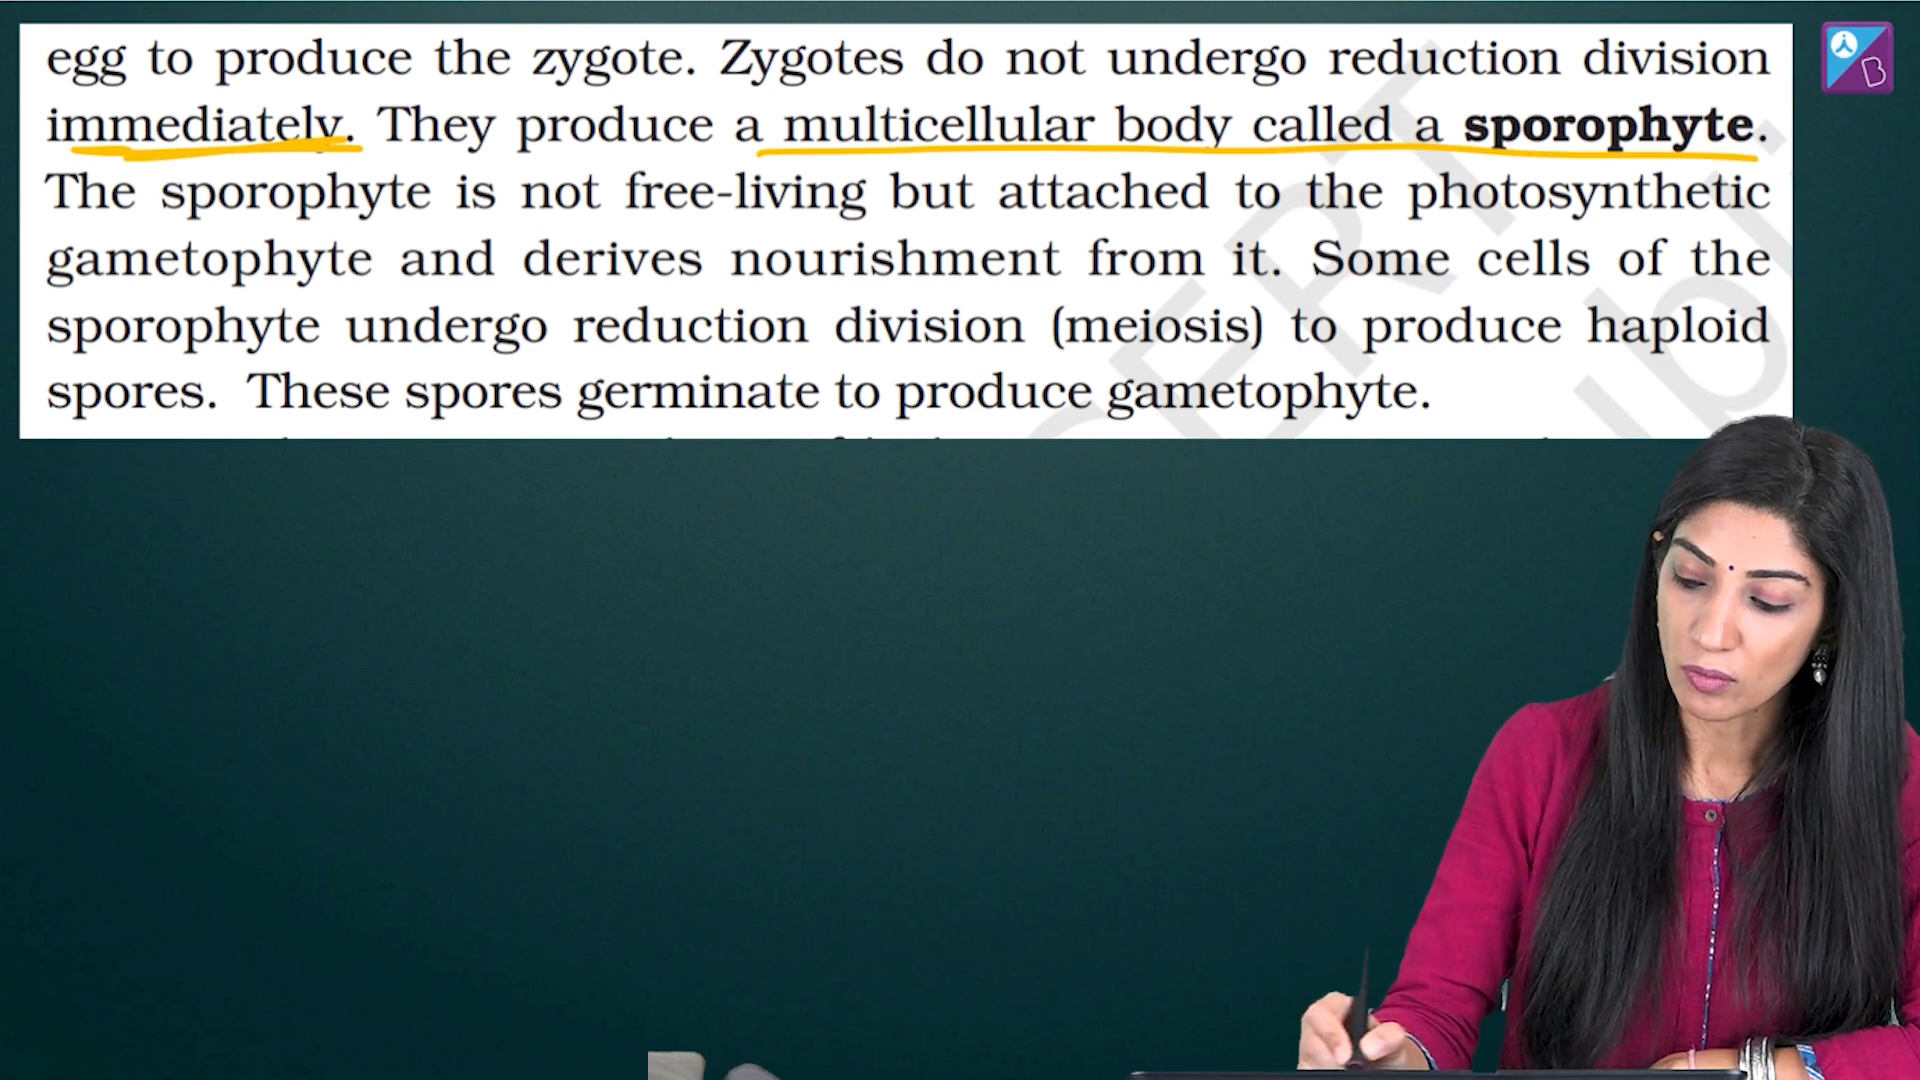 egg to produce the zygote. Zygotes do not undergo reduction division
immediately. They produce a multicellular body called a sporophyte.
The sporophyte is not free-living but attached to the photosynthetic
gametophyte and derives nourishment from it. Some cells of the
sporophyte undergo reduction division (meiosis) to produce haploid
spores. These spores germinate to produce gametophyte.
B